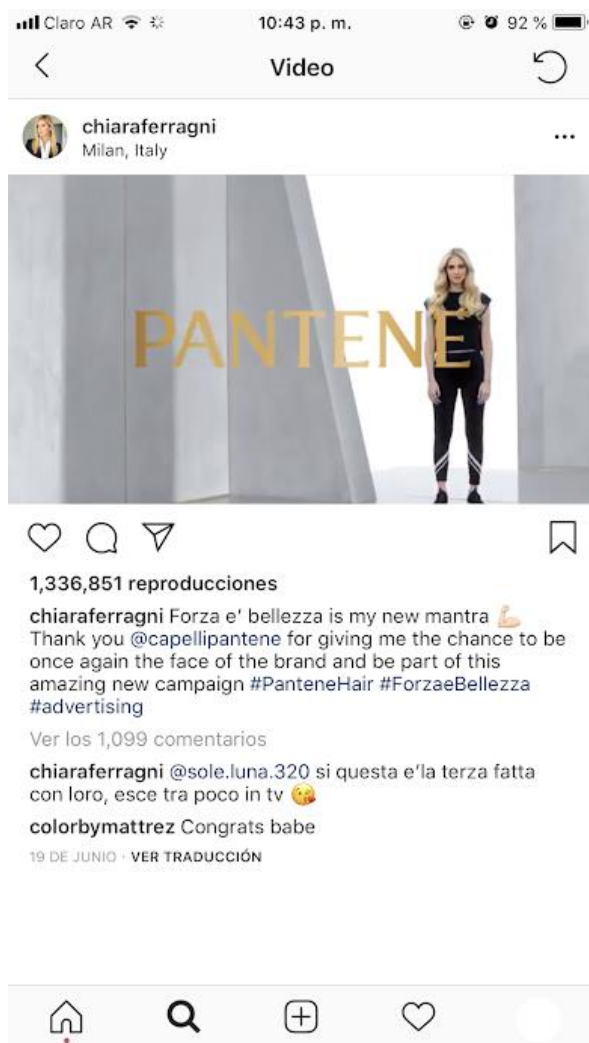 Claro AR 10:43 p. m. 92 %
Video
chiaraferragni
Milan, Italy
PANTENE
1,336,851 reproducciones
chiaraferragni Forza e' bellezza is my new mantra 💪🏻
Thank you @capellipantene for giving me the chance to be
once again the face of the brand and be part of this
amazing new campaign #PanteneHair #ForzaeBellezza
#advertising
Ver los 1,099 comentarios
chiaraferragni @sole.luna.320 si questa e'la terza fatta
con loro, esce tra poco in tv 😘
colorbymattrez Congrats babe
19 DE JUNIO · VER TRADUCCIÓN